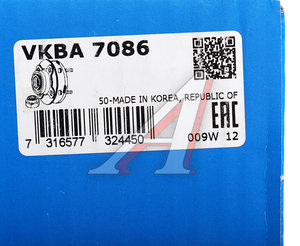 VKBA 7086
50-MADE IN KOREA, REPUBLIC OF
EAC
009W 12
7 316577 324450